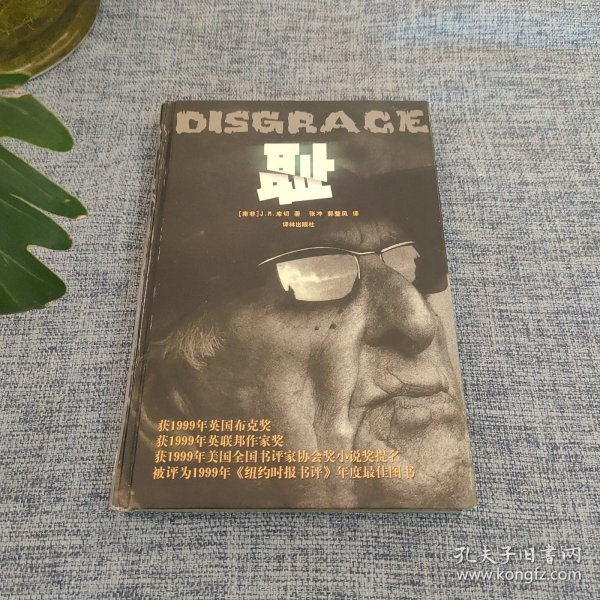 DISGRACE
耻
[南非]J.M.库切 著 张冲 郭整风 译
译林出版社
获1999年英国布克奖
获1999年英联邦作家奖
获1999年美国全国书评家协会奖小说奖提名
被评为1999年《纽约时报书评》年度最佳图书
孔夫子旧书网
www.kongfz.com